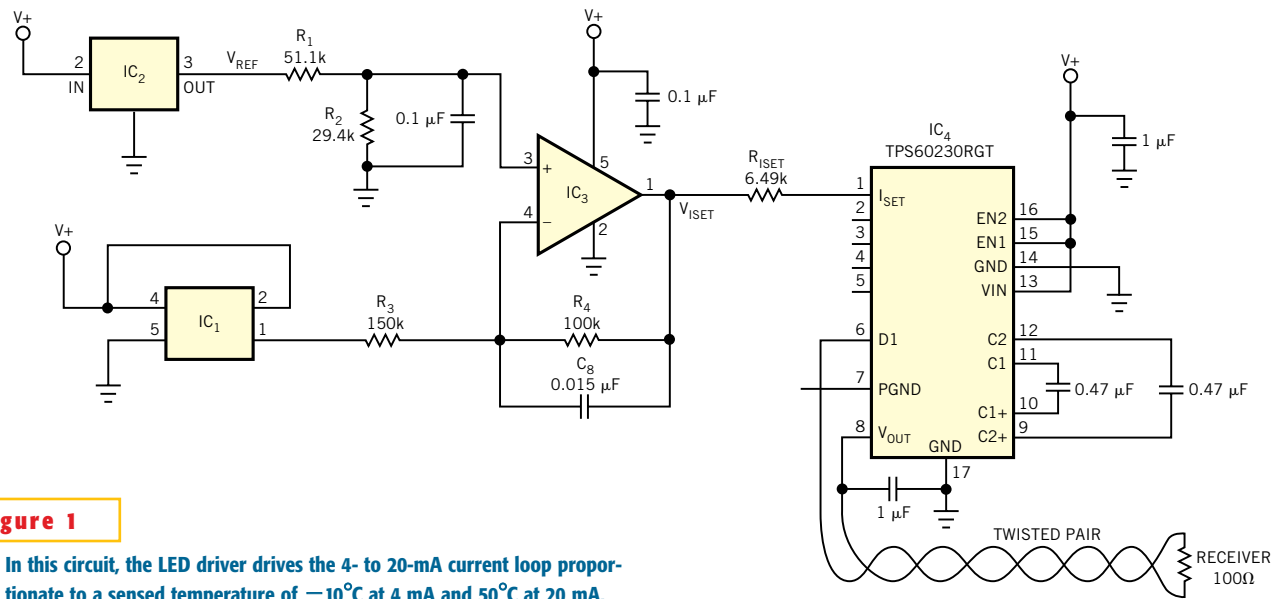 V+
2
IN
IC2
3
OUT
VREF
R1
51.1k
R2
29.4k
0.1 µF
V+
0.1 µF
3
+
5
IC3
1
4
–
2
VISET
RISET
6.49k
V+
4
5
IC1
2
1
R3
150k
R4
100k
C8
0.015 µF
IC4
TPS60230RGT
V+
1 µF
1
ISET
2
3
4
5
6
D1
7
PGND
8
VOUT
GND
17
EN2
16
EN1
15
GND
14
VIN
13
C2
12
C1
11
C1+
10
C2+
9
0.47 µF
0.47 µF
1 µF
TWISTED PAIR
RECEIVER
100Ω
gure 1
In this circuit, the LED driver drives the 4- to 20-mA current loop propor-
tionate to a sensed temperature of –10°C at 4 mA and 50°C at 20 mA.